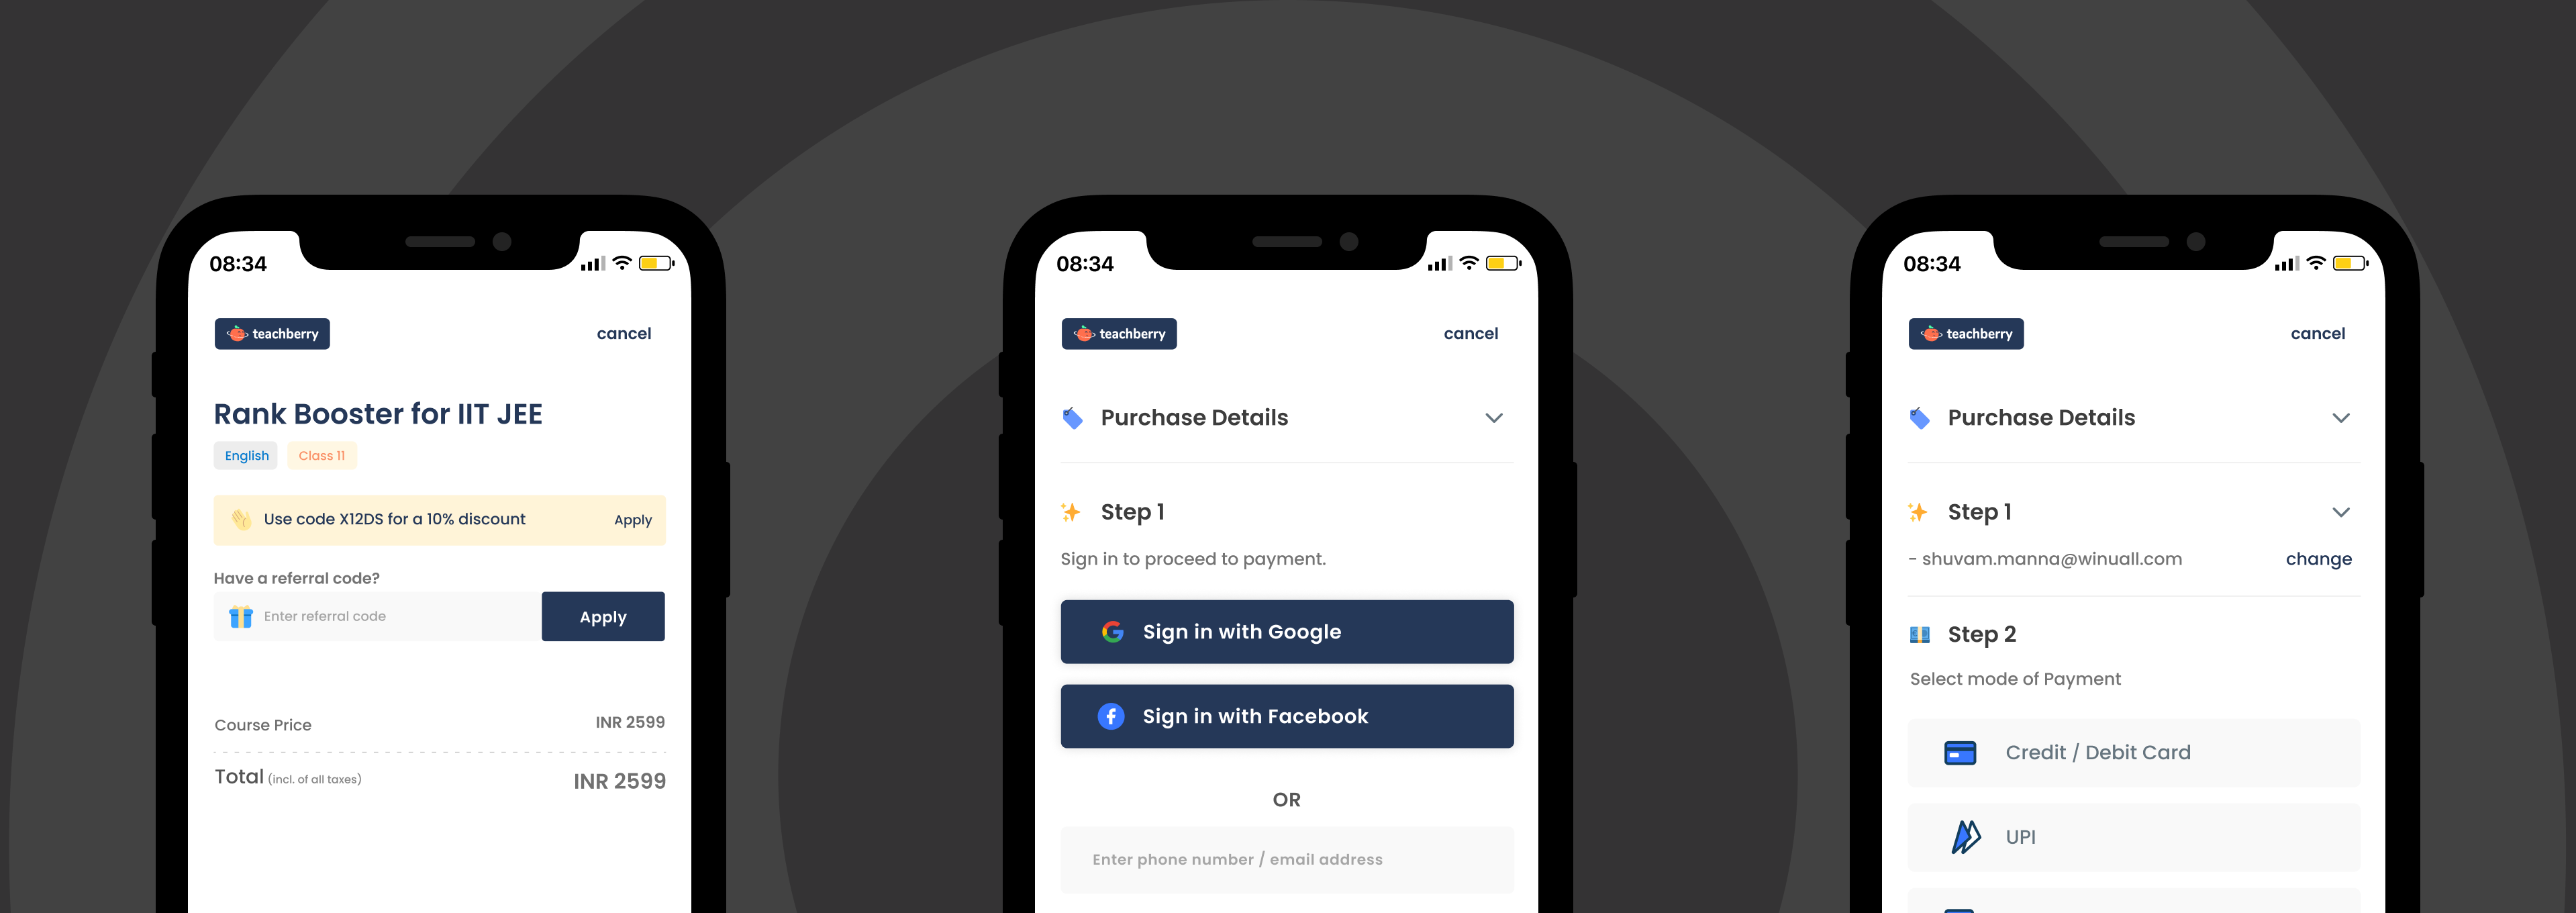 08:34
teachberry
cancel
Rank Booster for IIT JEE
English
Class 11
Use code X12DS for a 10% discount
Apply
Have a referral code?
Enter referral code
Apply
Course Price
INR 2599
Total (incl. of all taxes)
INR 2599
08:34
teachberry
cancel
Purchase Details
Step 1
Sign in to proceed to payment.
Sign in with Google
Sign in with Facebook
OR
Enter phone number / email address
08:34
teachberry
cancel
Purchase Details
Step 1
- shuvam.manna@winuall.com
change
Step 2
Select mode of Payment
Credit / Debit Card
UPI